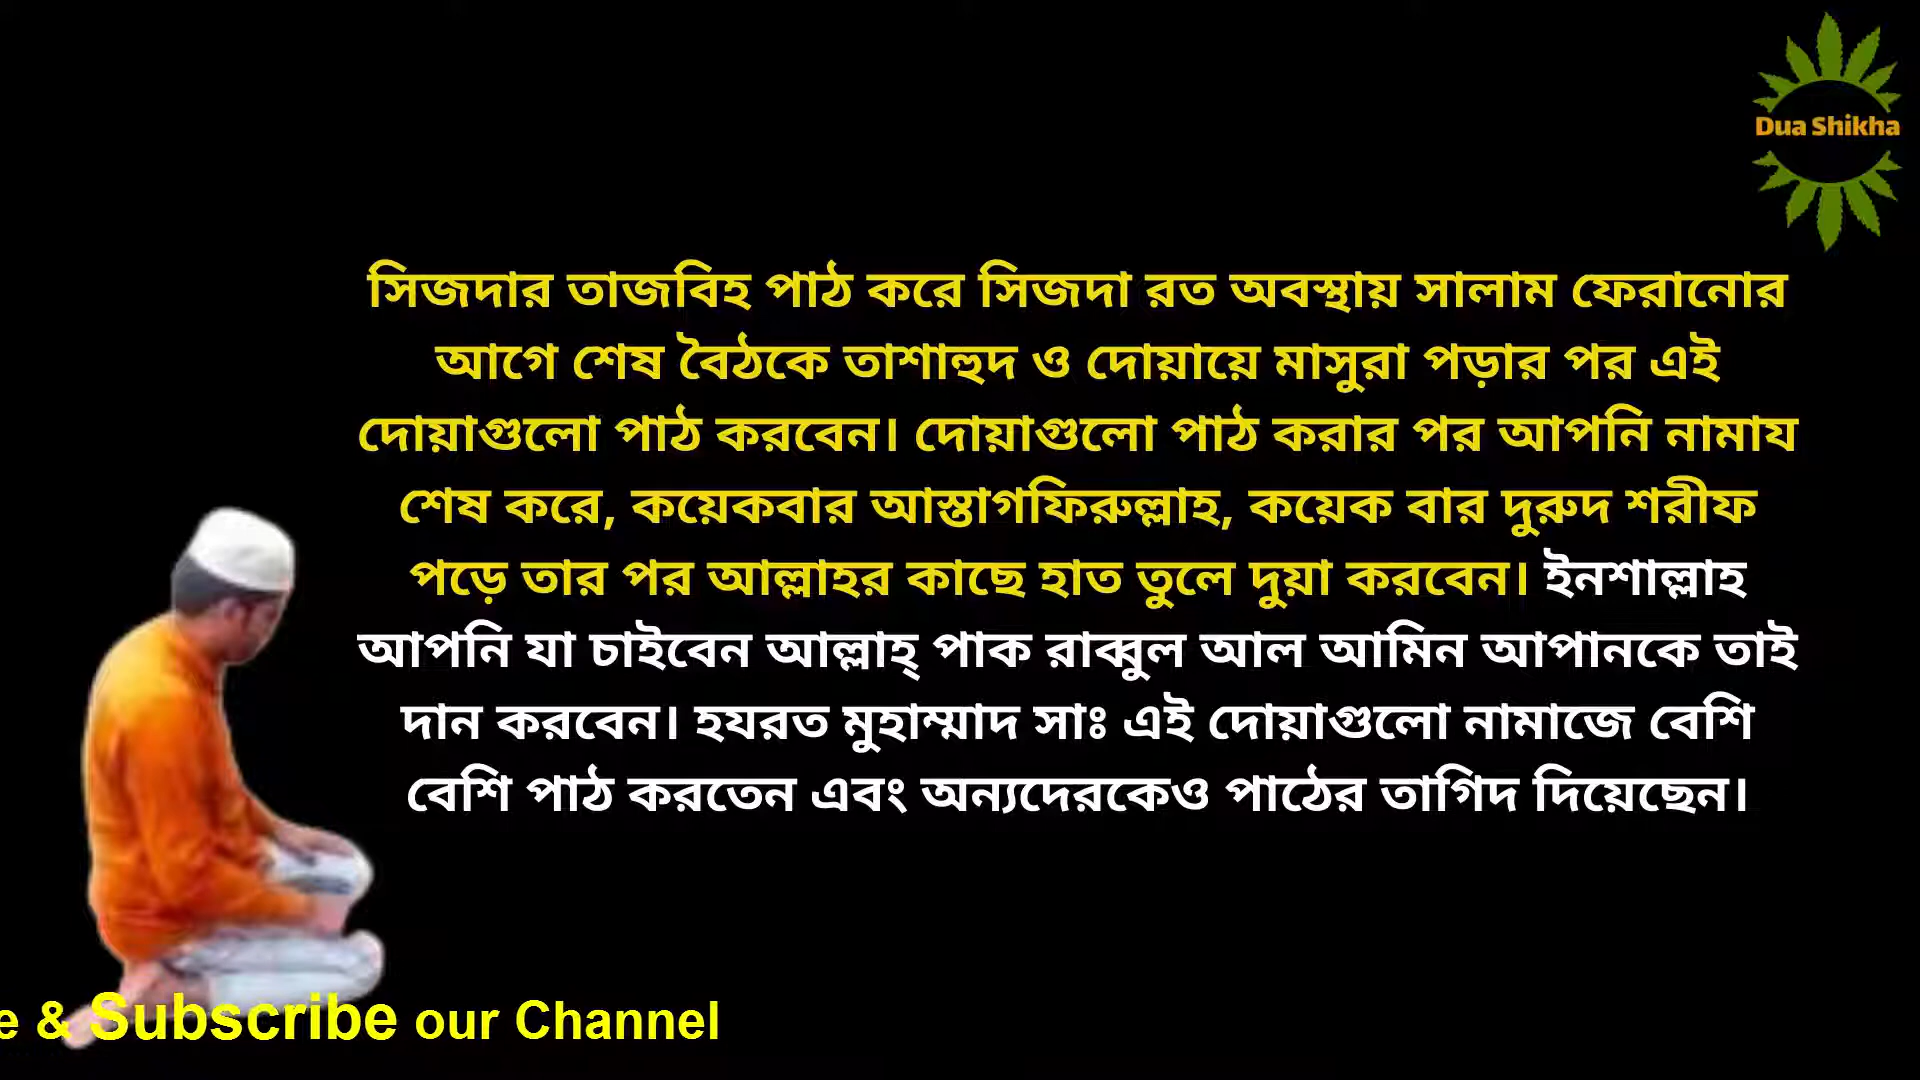 Dua Shikha
সিজদার তাজবিহ পাঠ করে সিজদা রত অবস্থায় সালাম ফেরানোর
আগে শেষ বৈঠকে তাশাহুদ ও দোয়ায়ে মাসুরা পড়ার পর এই
দোয়াগুলো পাঠ করবেন। দোয়াগুলো পাঠ করার পর আপনি নামায
শেষ করে, কয়েকবার আস্তাগফিরুল্লাহ, কয়েক বার দুরুদ শরীফ
পড়ে তার পর আল্লাহর কাছে হাত তুলে দুয়া করবেন। ইনশাল্লাহ
আপনি যা চাইবেন আল্লাহ্ পাক রাব্বুল আল আমিন আপানকে তাই
দান করবেন। হযরত মুহাম্মাদ সাঃ এই দোয়াগুলো নামাজে বেশি
বেশি পাঠ করতেন এবং অন্যদেরকেও পাঠের তাগিদ দিয়েছেন।
e & Subscribe our Channel